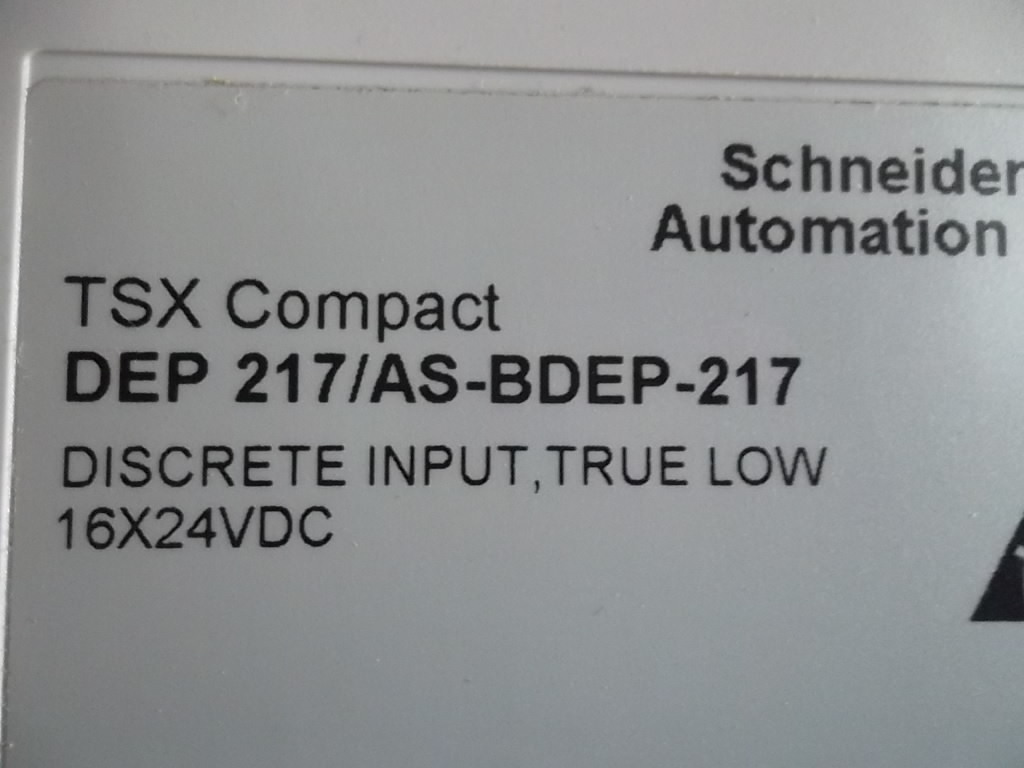 Schneider
Automation
TSX Compact
DEP 217/AS-BDEP-217
DISCRETE INPUT,TRUE LOW
16X24VDC